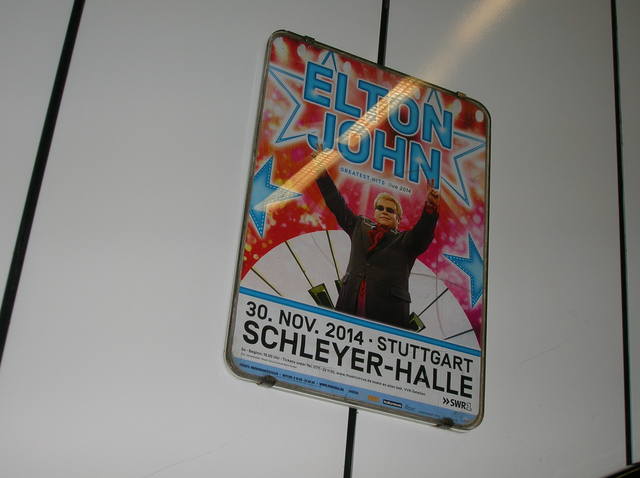 ELTON
JOHN
GREATEST HITS live 2014
30. NOV. 2014 · STUTTGART
SCHLEYER-HALLE
SWR1